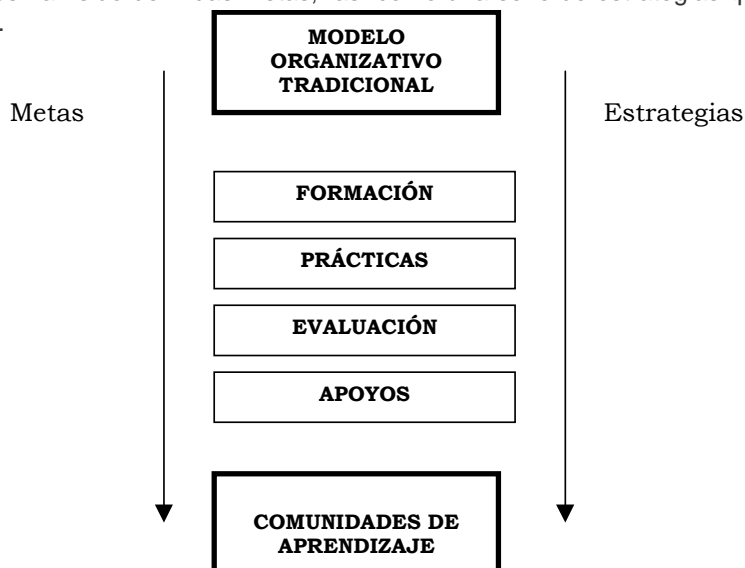 .
MODELO
ORGANIZATIVO
TRADICIONAL
Metas
Estrategias
FORMACIÓN
PRÁCTICAS
EVALUACIÓN
APOYOS
COMUNIDADES DE
APRENDIZAJE